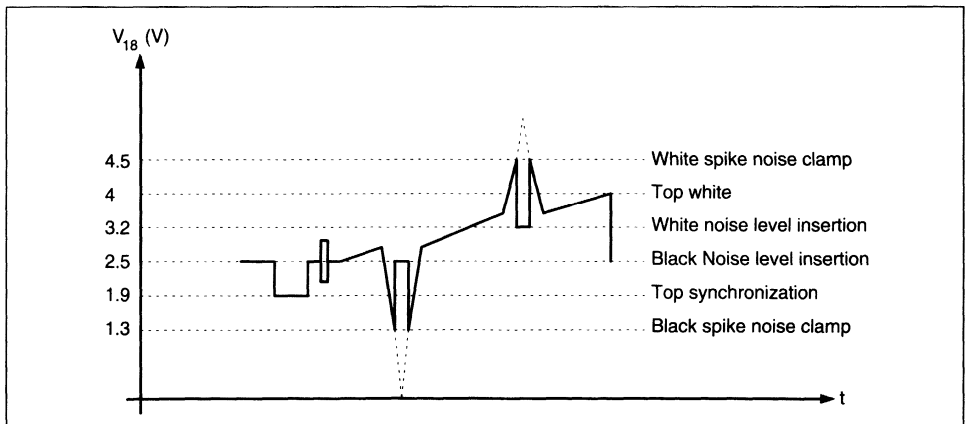 V18 (V)
4.5 White spike noise clamp
4 Top white
3.2 White noise level insertion
2.5 Black Noise level insertion
1.9 Top synchronization
1.3 Black spike noise clamp
t